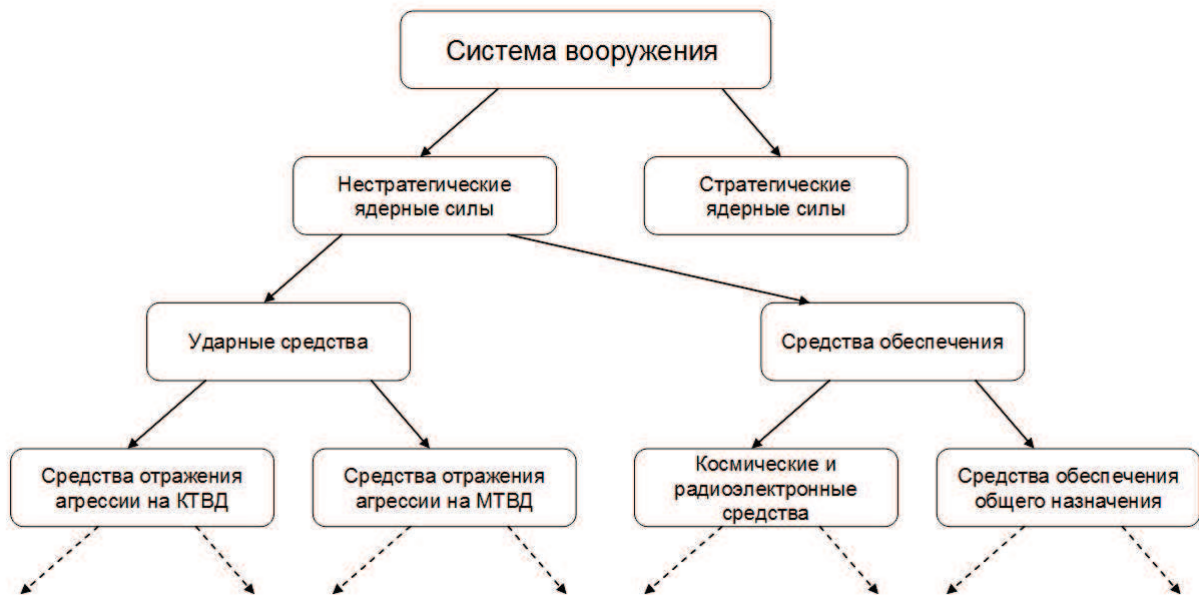 Система вооружения
Нестратегические
ядерные силы
Стратегические
ядерные силы
Ударные средства
Средства обеспечения
Средства отражения
агрессии на КТВД
Средства отражения
агрессии на МТВД
Космические и
радиоэлектронные
средства
Средства обеспечения
общего назначения